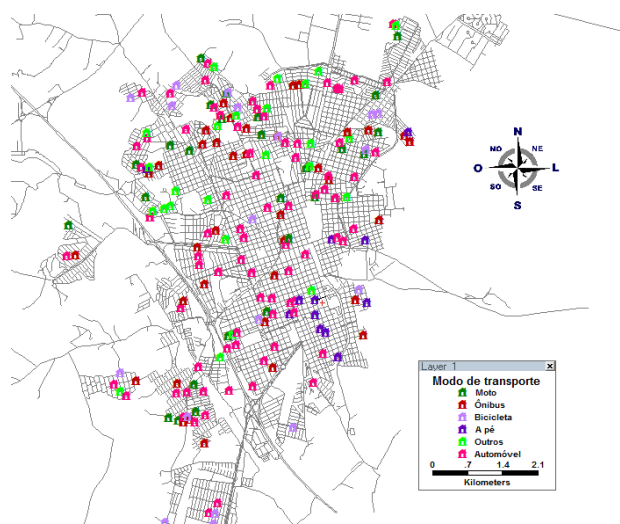 N
NO NE
O L
SO SE
S
Layer 1
Modo de transporte
Moto
Ônibus
Bicicleta
A pé
Outros
Automóvel
0 .7 1.4 2.1
Kilometers